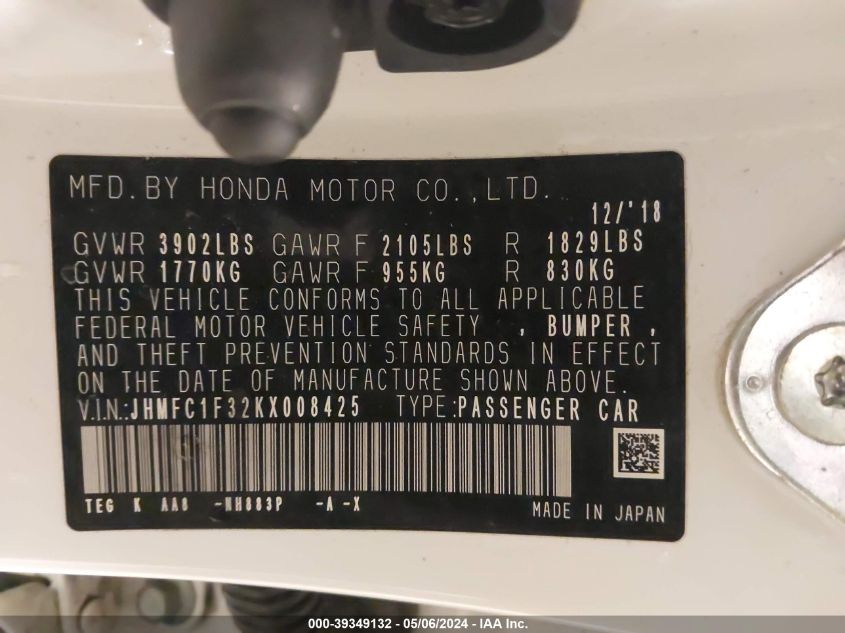 MFD. BY HONDA MOTOR CO., LTD.
12/'18
GVWR 3902LBS GAWR F 2105LBS R 1829LBS
GVWR 1770KG GAWR F 955KG R 830KG
THIS VEHICLE CONFORMS TO ALL APPLICABLE
FEDERAL MOTOR VEHICLE SAFETY , BUMPER ,
AND THEFT PREVENTION STANDARDS IN EFFECT
ON THE DATE OF MANUFACTURE SHOWN ABOVE.
V.I.N.:JHMFC1F32KX008425 TYPE:PASSENGER CAR
TEG K AA8 -NH883P -A -X
MADE IN JAPAN
000-39349132 - 05/06/2024 - IAA Inc.